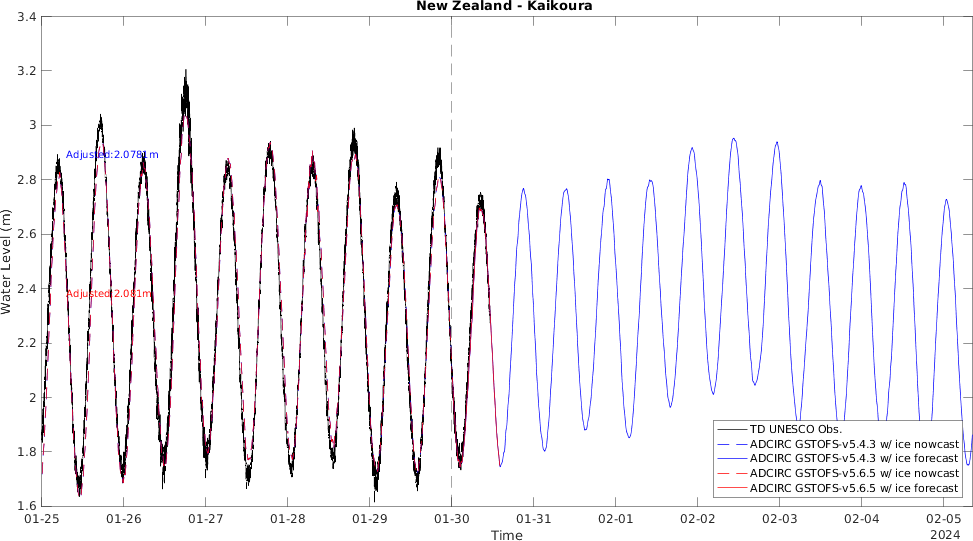 New Zealand - Kaikoura
3.4
3.2
3
2.8
2.6
2.4
2.2
2
1.8
1.6
Water Level (m)
Adjusted:2.0781m
Adjusted:2.081m
TD UNESCO Obs.
ADCIRC GSTOFS-v5.4.3 w/ ice nowcast
ADCIRC GSTOFS-v5.4.3 w/ ice forecast
ADCIRC GSTOFS-v5.6.5 w/ ice nowcast
ADCIRC GSTOFS-v5.6.5 w/ ice forecast
01-25 01-26 01-27 01-28 01-29 01-30 01-31 02-01 02-02 02-03 02-04 02-05
Time 2024